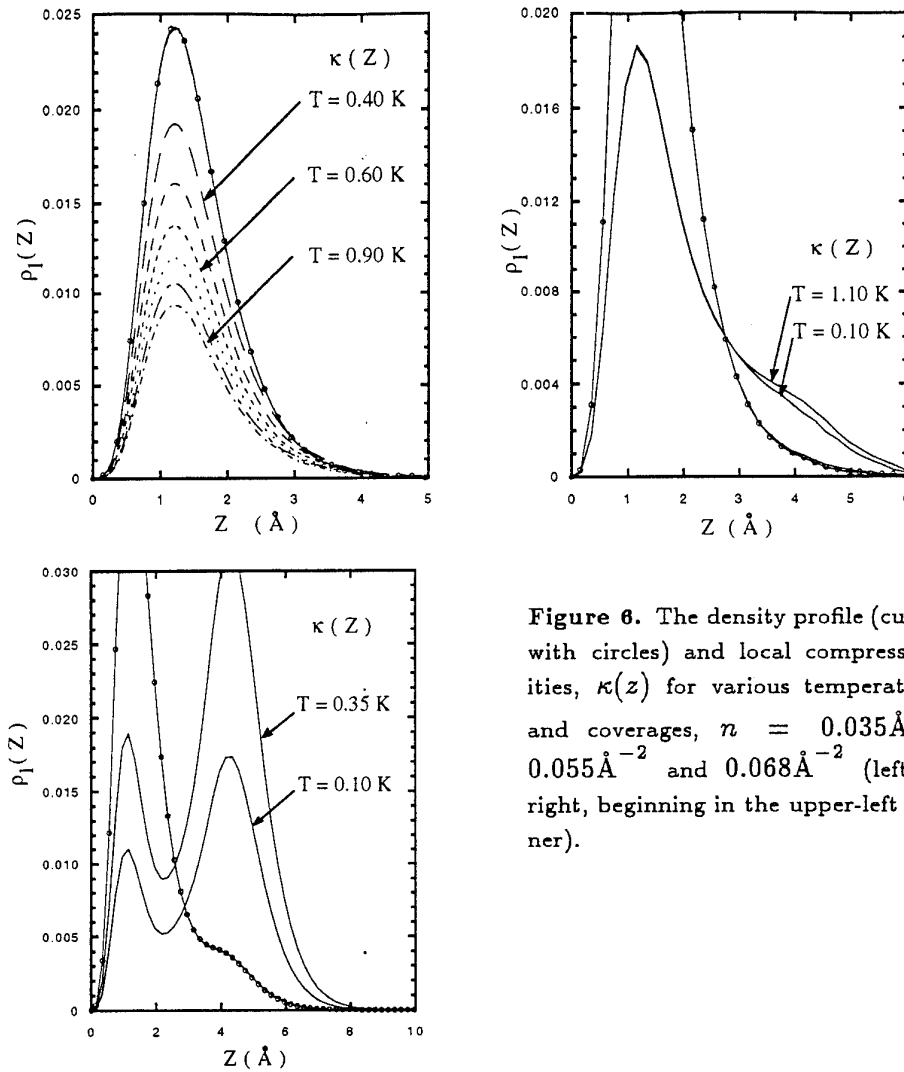 0.025
0.020
0.015
0.010
0.005
0
ρ₁(Z)
κ(Z)
T = 0.40 K
T = 0.60 K
T = 0.90 K
0 1 2 3 4 5
Z (Å)
0.020
0.016
0.012
0.008
0.004
0
ρ₁(Z)
κ(Z)
T = 1.10 K
T = 0.10 K
0 1 2 3 4 5
Z (Å)
0.030
0.025
0.020
0.015
0.010
0.005
0
ρ₁(Z)
κ(Z)
T = 0.35 K
T = 0.10 K
0 2 4 6 8 10
Z (Å)
Figure 6. The density profile (cu
with circles) and local compress
ities, κ(z) for various temperat
and coverages, n = 0.035Å
0.055Å⁻² and 0.068Å⁻² (left
right, beginning in the upper-left
ner).